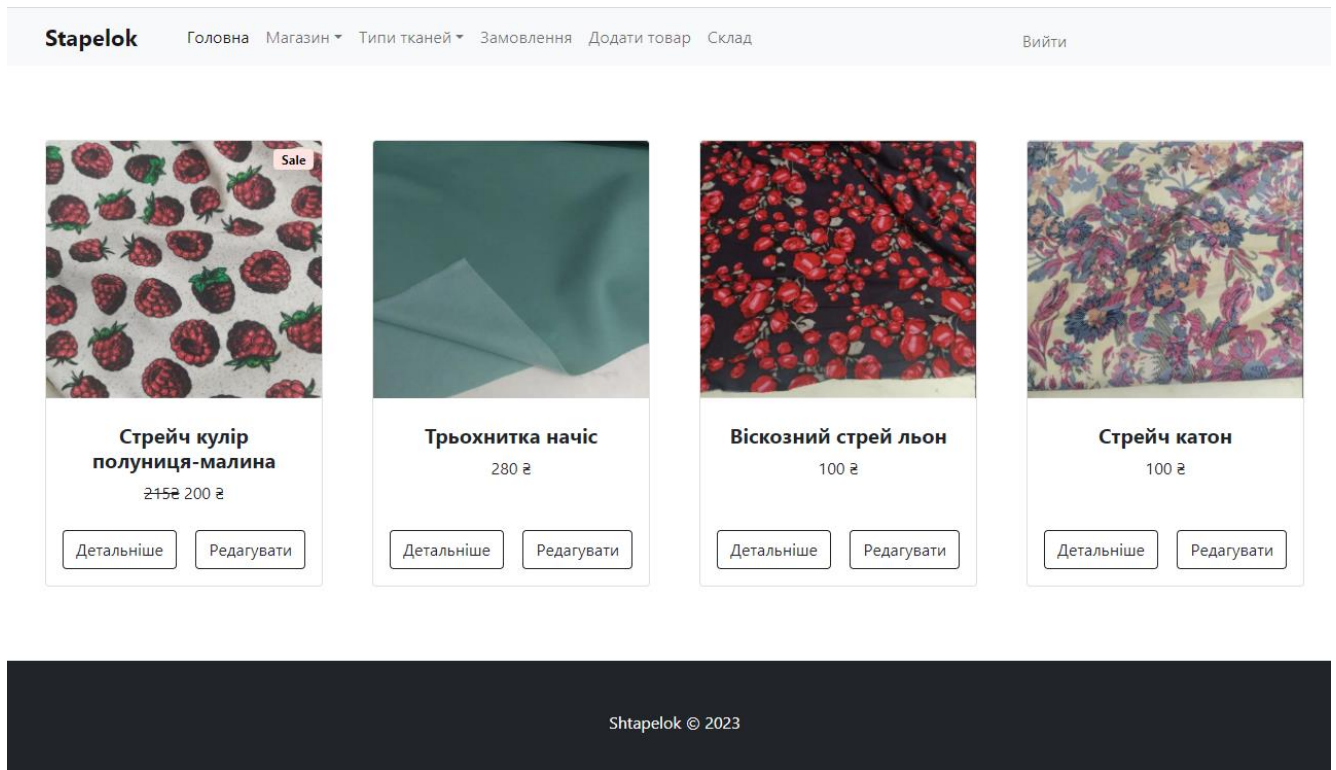 Stapelok Головна Магазин Типи тканей Замовлення Додати товар Склад Вийти
Sale
Стрейч кулір
полуниця-малина
215₴ 200 ₴
Детальніше Редагувати
Трьохнитка начіс
280 ₴
Детальніше Редагувати
Віскозний стрей льон
100 ₴
Детальніше Редагувати
Стрейч катон
100 ₴
Детальніше Редагувати
Shtapelok © 2023